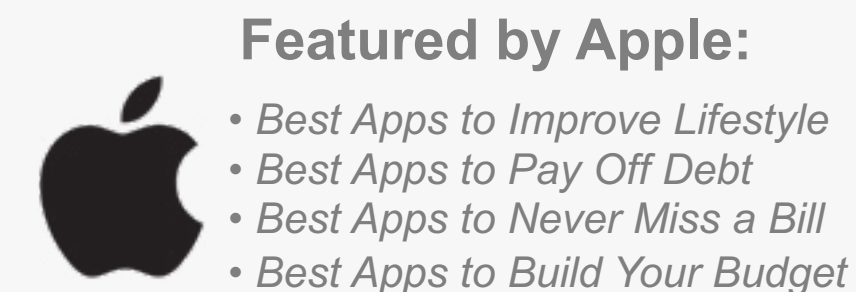 Featured by Apple:
• Best Apps to Improve Lifestyle
• Best Apps to Pay Off Debt
• Best Apps to Never Miss a Bill
• Best Apps to Build Your Budget